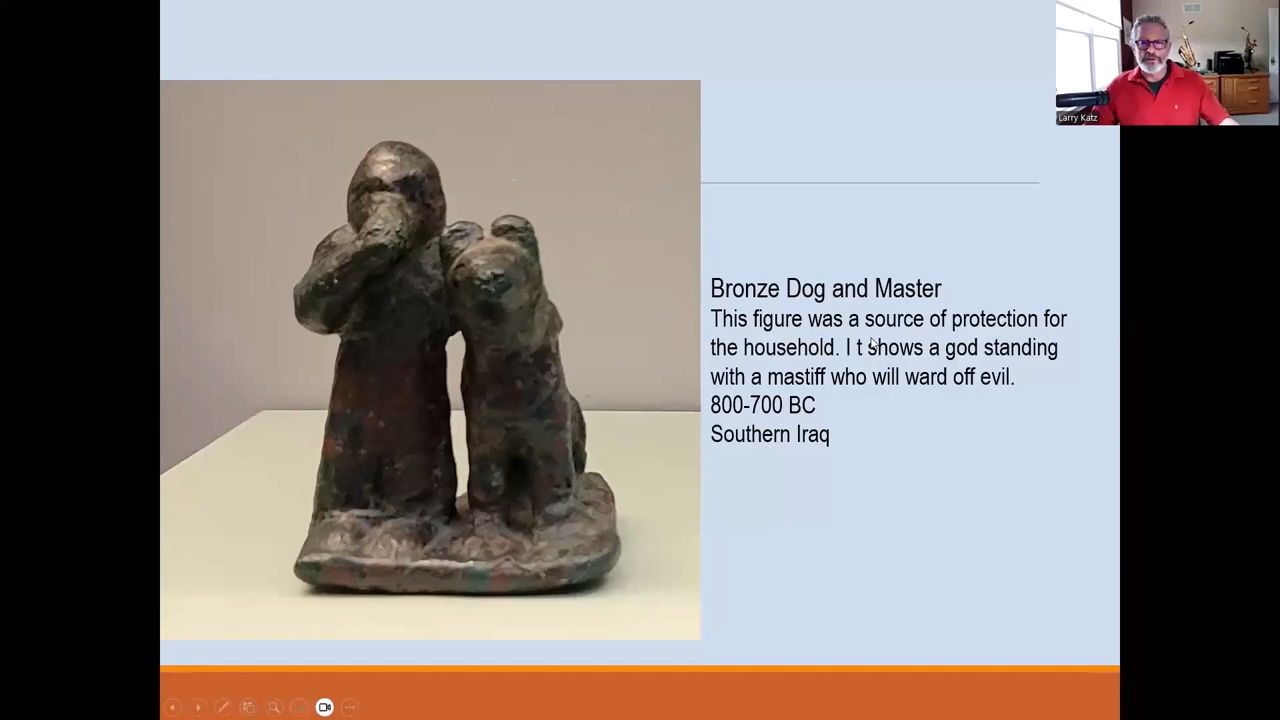 Larry Katz
Bronze Dog and Master
This figure was a source of protection for
the household. I t shows a god standing
with a mastiff who will ward off evil.
800-700 BC
Southern Iraq